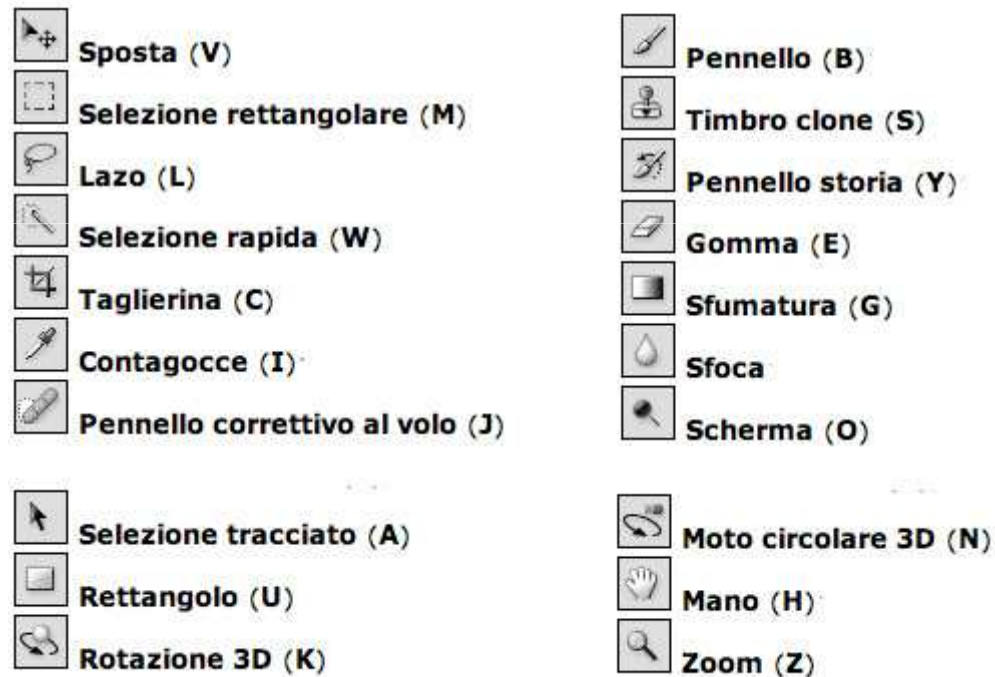 Sposta (V)
Selezione rettangolare (M)
Lazo (L)
Selezione rapida (W)
Taglierina (C)
Contagocce (I)
Pennello correttivo al volo (J)
Pennello (B)
Timbro clone (S)
Pennello storia (Y)
Gomma (E)
Sfumatura (G)
Sfoca
Scherma (O)
Selezione tracciato (A)
Rettangolo (U)
Rotazione 3D (K)
Moto circolare 3D (N)
Mano (H)
Zoom (Z)